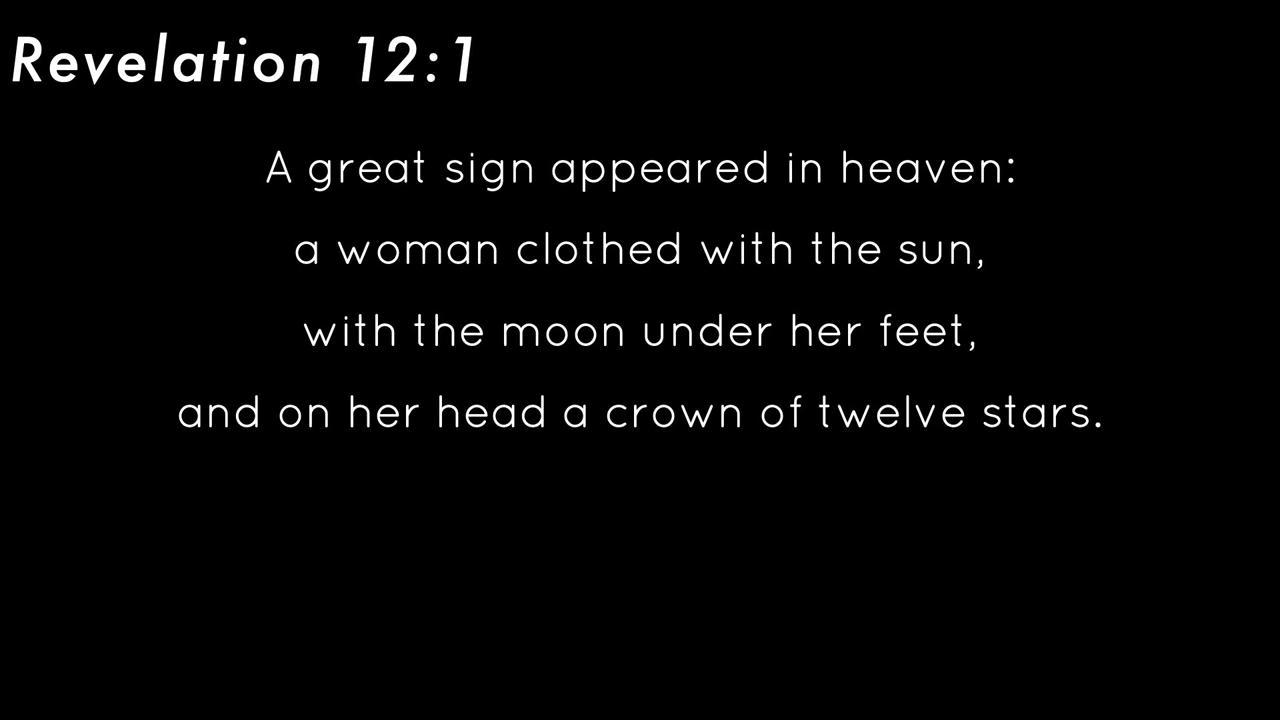 Revelation 12:1
A great sign appeared in heaven:
a woman clothed with the sun,
with the moon under her feet,
and on her head a crown of twelve stars.